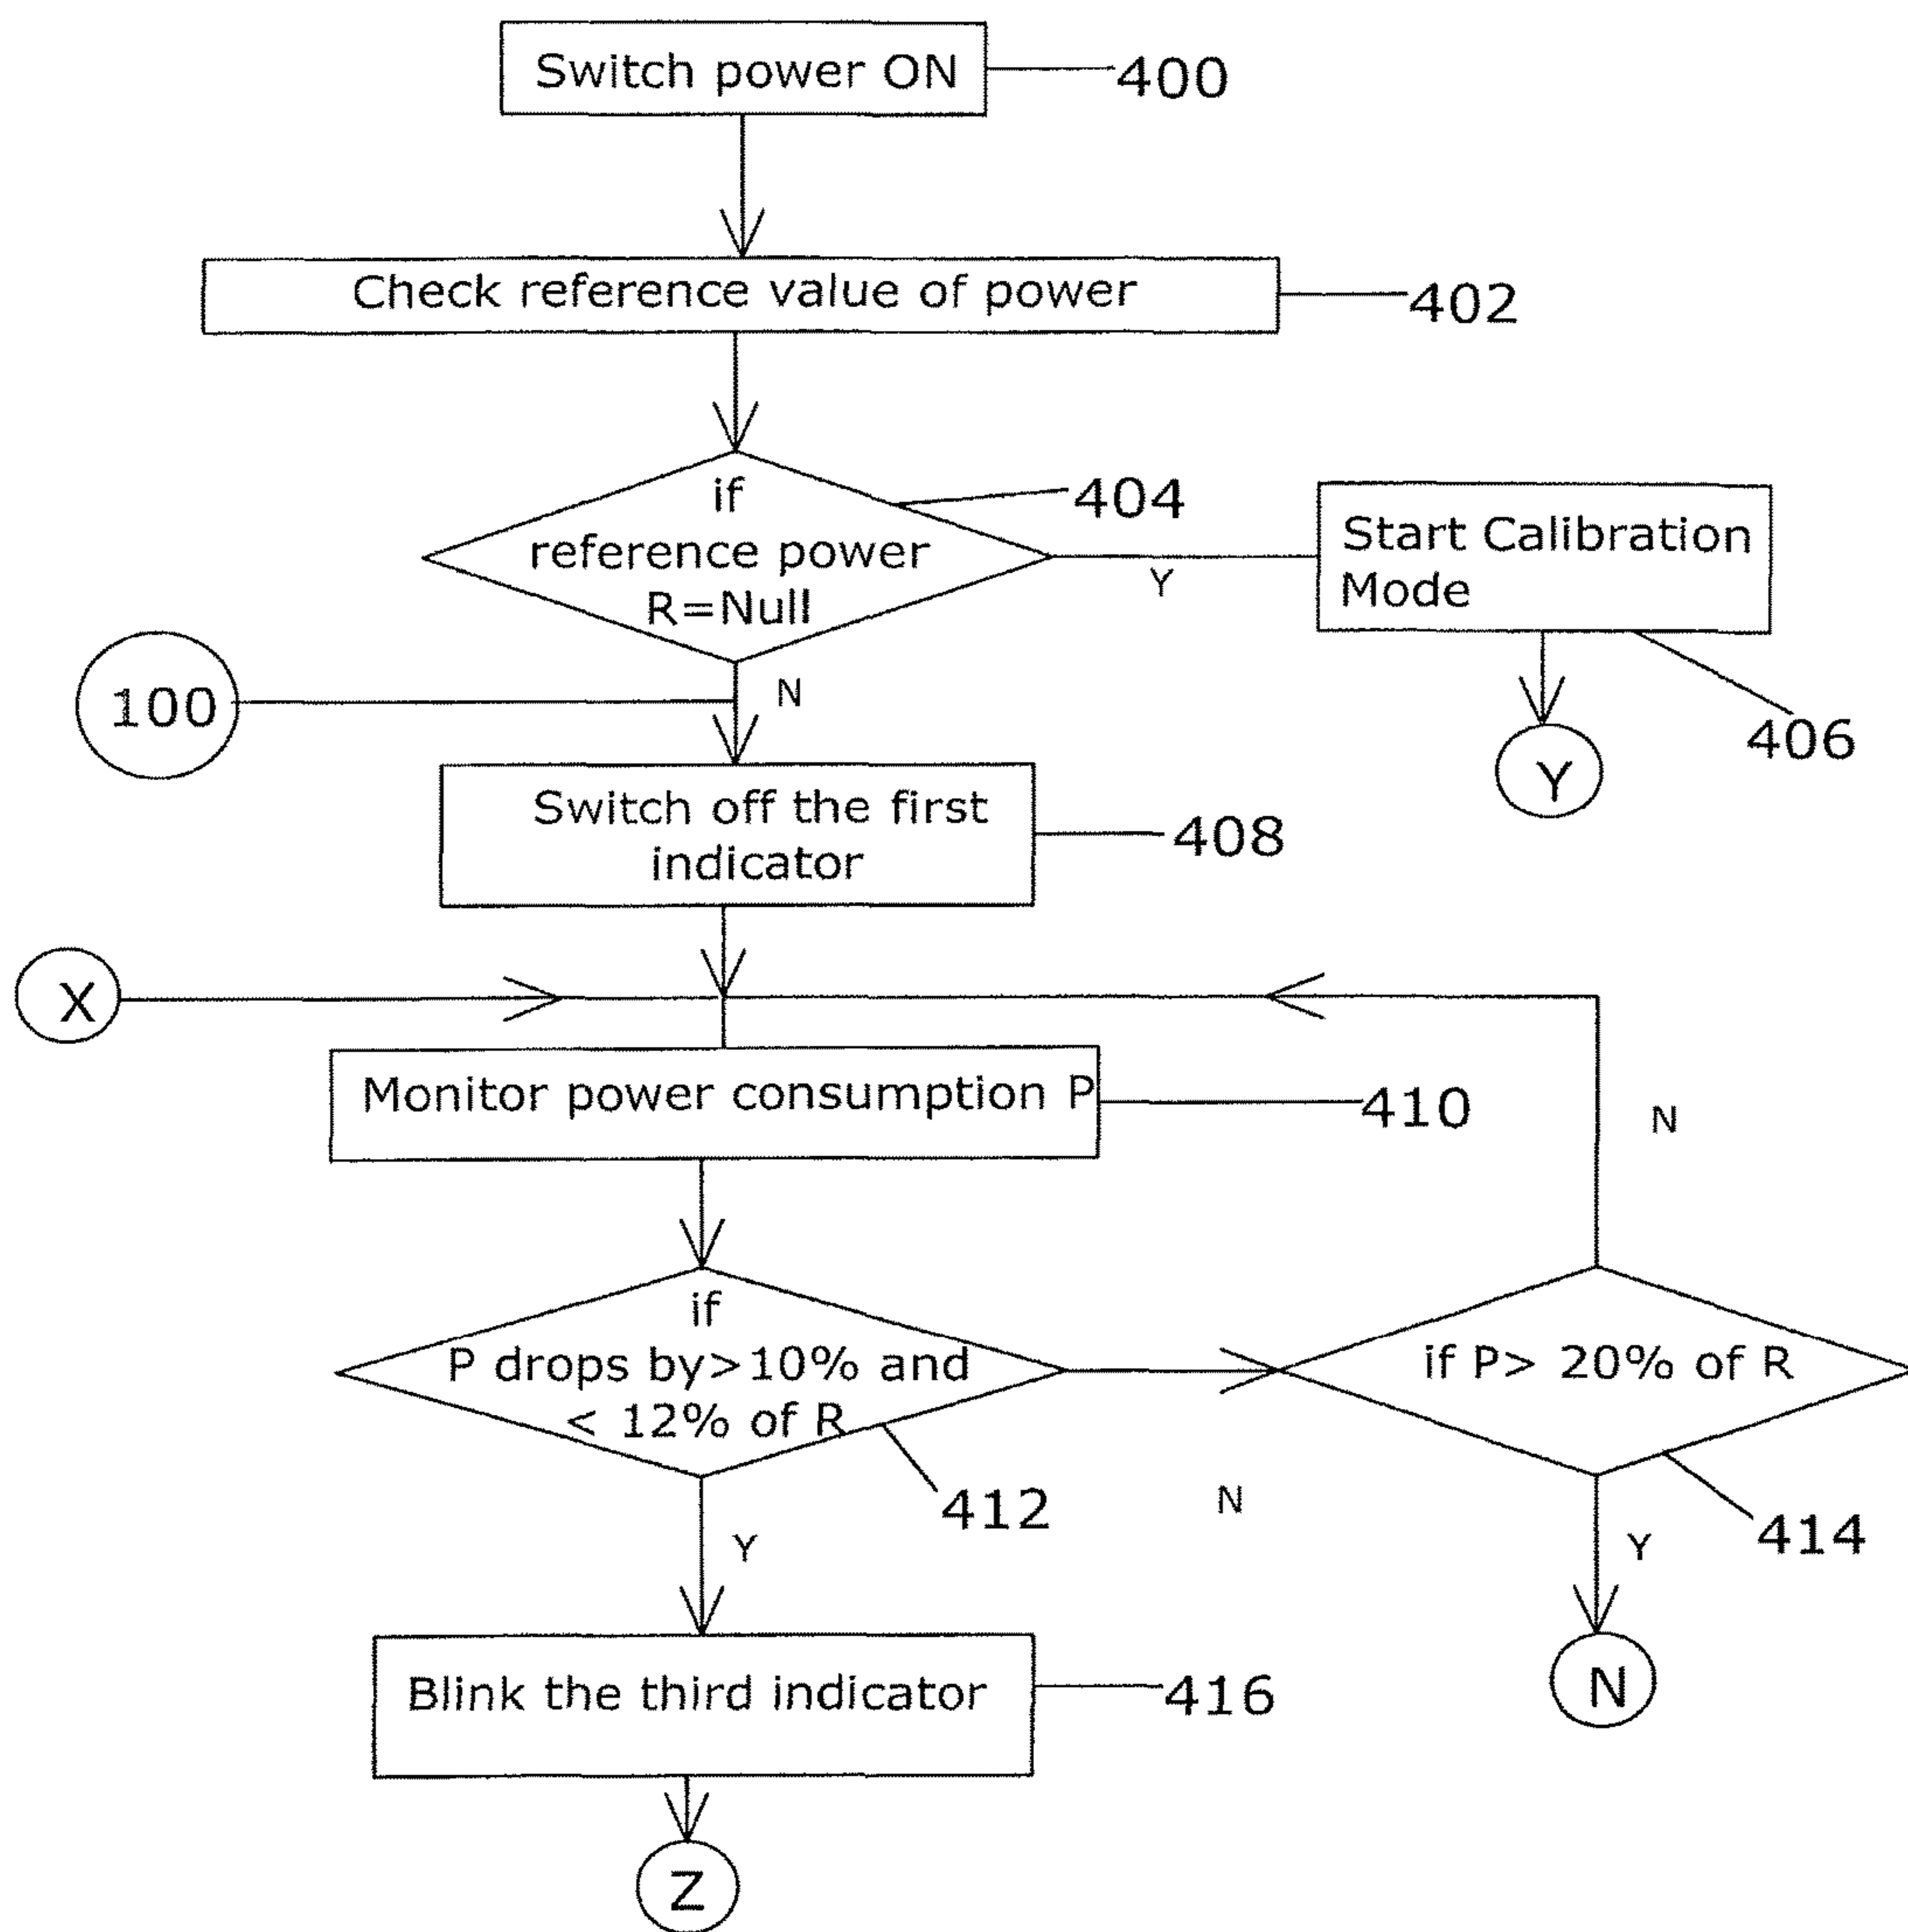 Switch power ON
400
Check reference value of power
402
if
reference power
R=Null
404
Y
Start Calibration
Mode
406
Y
100
N
Switch off the first
indicator
408
X
Monitor power consumption P
410
N
if
P drops by>10% and
< 12% of R
412
N
if P> 20% of R
414
Y
Y
Blink the third indicator
416
N
Z